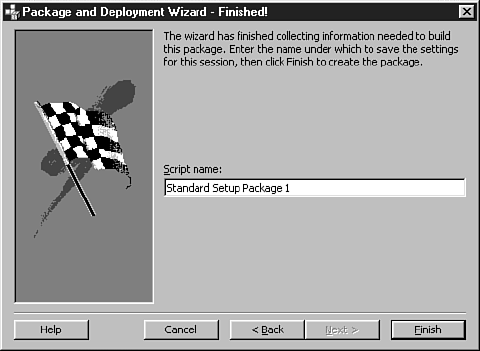 Package and Deployment Wizard - Finished!
The wizard has finished collecting information needed to build
this package. Enter the name under which to save the settings
for this session, then click Finish to create the package.
Script name:
Standard Setup Package 1
Help
Cancel
< Back
Next >
Finish